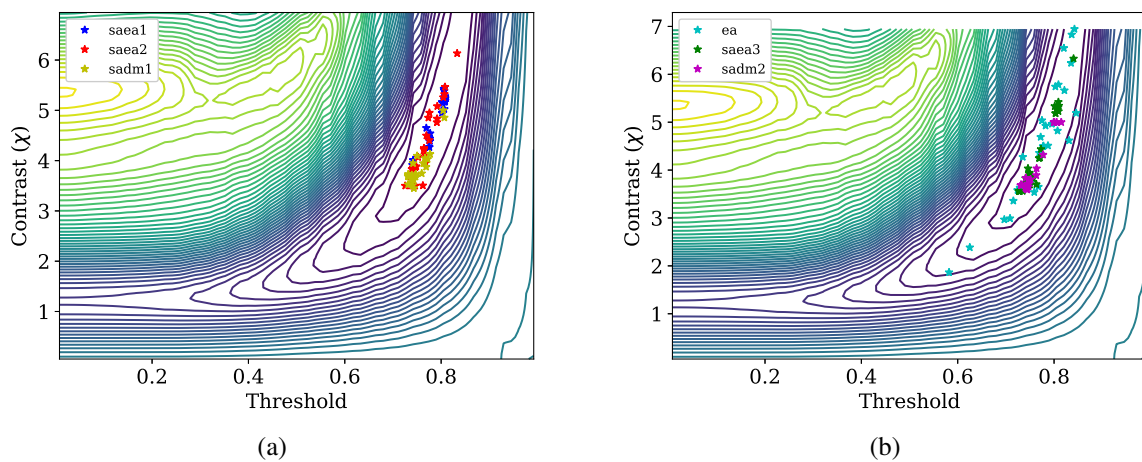 saea1
saea2
sadm1
6
5
4
3
2
1
Contrast (χ)
0.2 0.4 0.6 0.8
Threshold
(a)
ea
saea3
sadm2
7
6
5
4
3
2
1
Contrast (χ)
0.2 0.4 0.6 0.8
Threshold
(b)